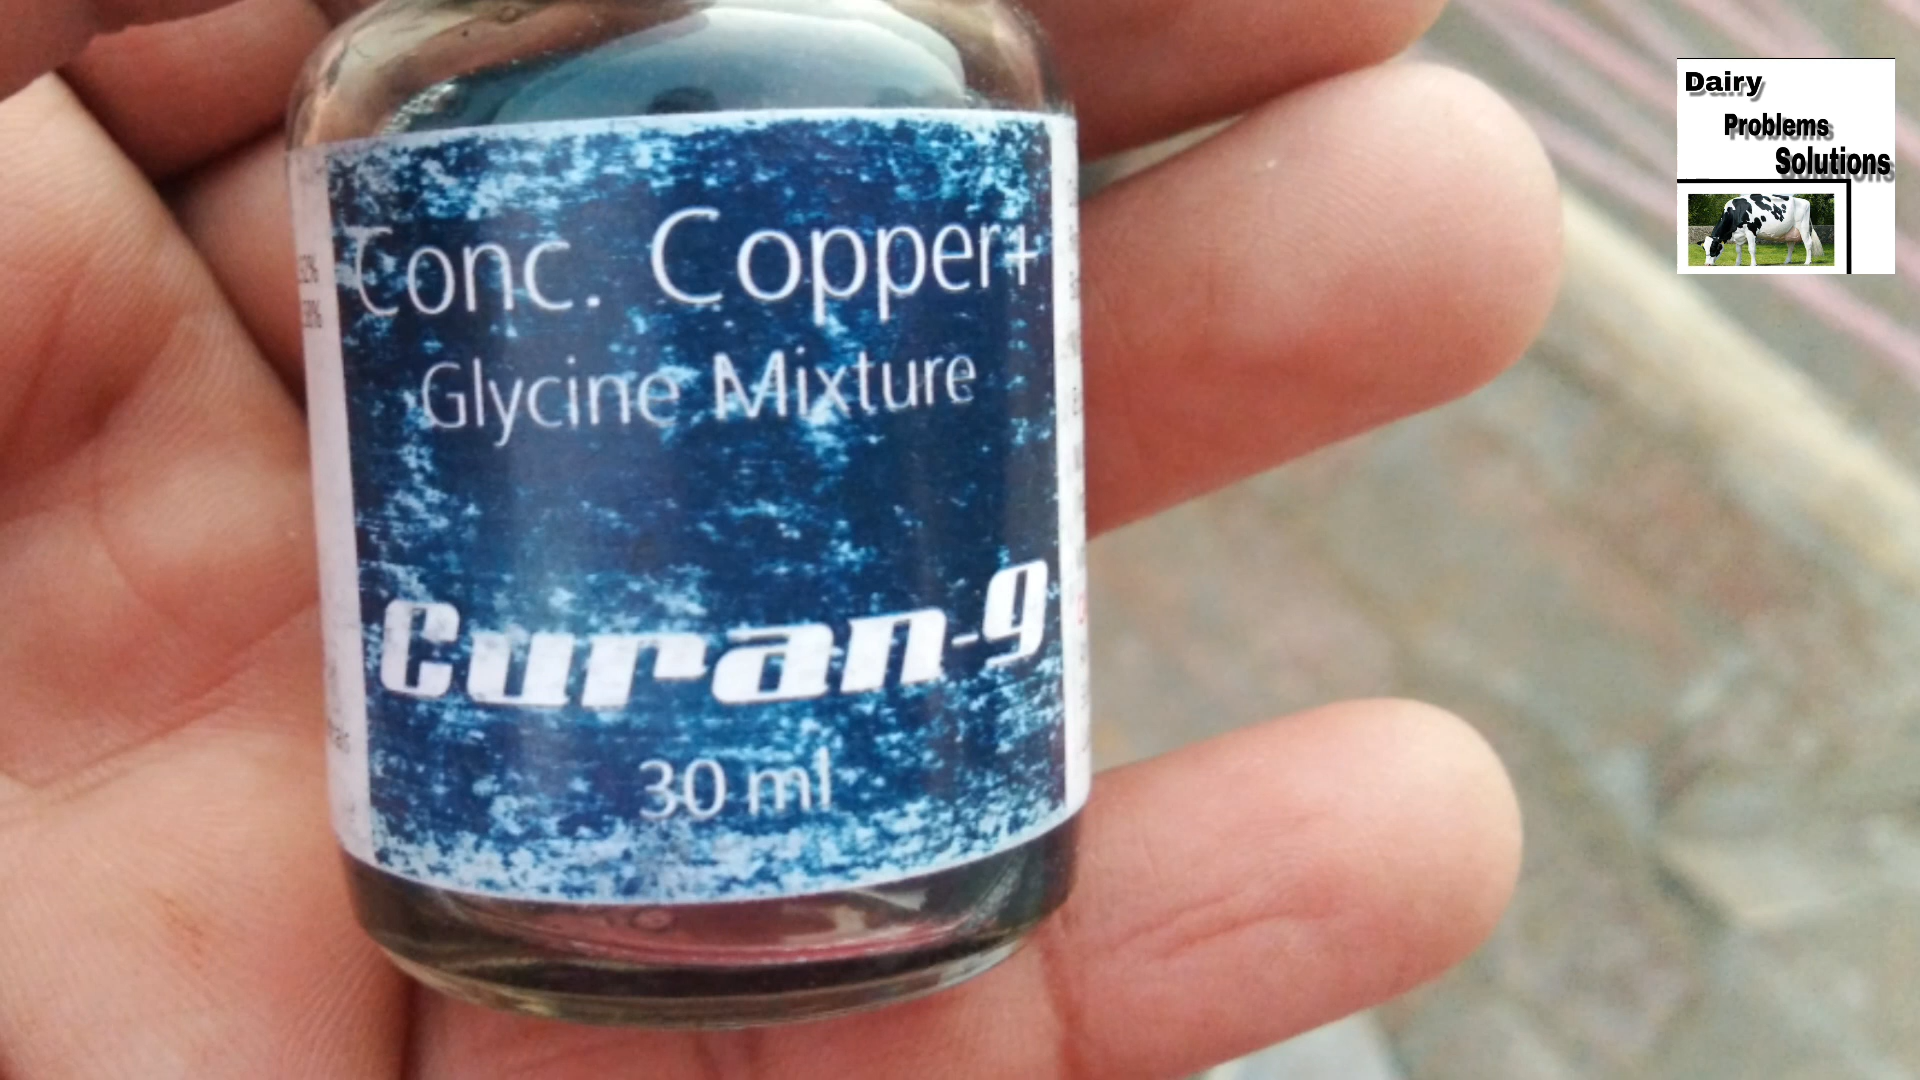 Conc. Copper+
Glycine Mixture
Curan-9
30 ml
Dairy
Problems
Solutions